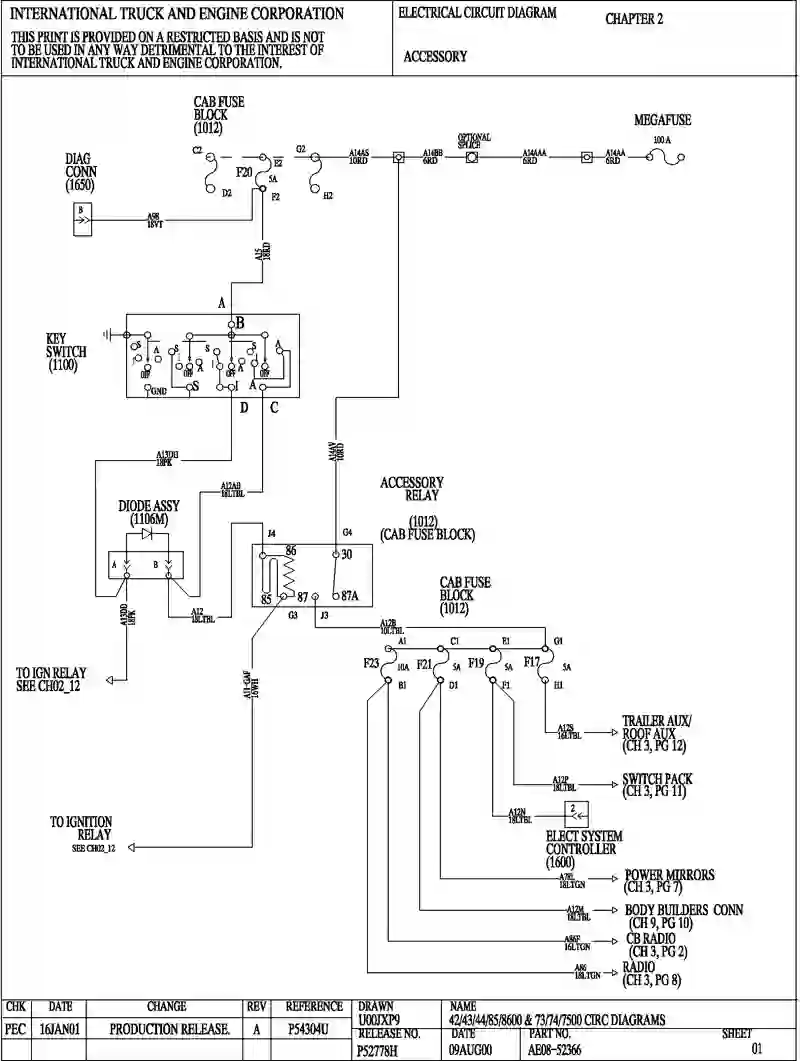 INTERNATIONAL TRUCK AND ENGINE CORPORATION
THIS PRINT IS PROVIDED ON A RESTRICTED BASIS AND IS NOT
TO BE USED IN ANY WAY DETRIMENTAL TO THE INTEREST OF
INTERNATIONAL TRUCK AND ENGINE CORPORATION.
ELECTRICAL CIRCUIT DIAGRAM
CHAPTER 2
ACCESSORY
CAB FUSE
BLOCK
(1012)
MEGAFUSE
100 A
OPTIONAL
SPLICE
C2
E2
G2
A14AS
10RD
A14BB
6RD
A14AAA
6RD
A14AA
6RD
DIAG
CONN
(1650)
F20
5A
D2
F2
H2
B
A98
18VT
A15
18RD
A
KEY
SWITCH
(1100)
B
S
A
S
S
A
I
A
I
A
OFF
OFF
OFF
OFF
GND
S
I
A
D
C
A13DH
18PK
A12AB
18LTBL
A14AV
10RD
ACCESSORY
RELAY
(1012)
(CAB FUSE BLOCK)
DIODE ASSY
(1106M)
A
B
J4
G4
86
30
85
87
87A
G3
J3
A13DD
18PK
A12
18LTBL
CAB FUSE
BLOCK
(1012)
A12B
10LTBL
A1
C1
E1
G1
F23
10A
F21
5A
F19
5A
F17
5A
B1
D1
F1
H1
TO IGN RELAY
SEE CH02_12
A11-GAF
16WH
A12S
16LTBL
TRAILER AUX/
ROOF AUX
(CH 3, PG 12)
A12P
18LTBL
SWITCH PACK
(CH 3, PG 11)
A12N
18LTBL
2
ELECT SYSTEM
CONTROLLER
(1600)
TO IGNITION
RELAY
SEE CH02_12
A78L
18LTGN
POWER MIRRORS
(CH 3, PG 7)
A12M
18LTBL
BODY BUILDERS CONN
(CH 9, PG 10)
A86F
16LTGN
CB RADIO
(CH 3, PG 2)
A86
18LTGN
RADIO
(CH 3, PG 8)
CHK
DATE
CHANGE
REV
REFERENCE
DRAWN
NAME
PEC
16JAN01
PRODUCTION RELEASE.
A
P54304U
U00JXP9
42/43/44/85/8600 & 73/74/7500 CIRC DIAGRAMS
RELEASE NO.
DATE
PART NO.
SHEET
P52778H
09AUG00
AE08-52366
01